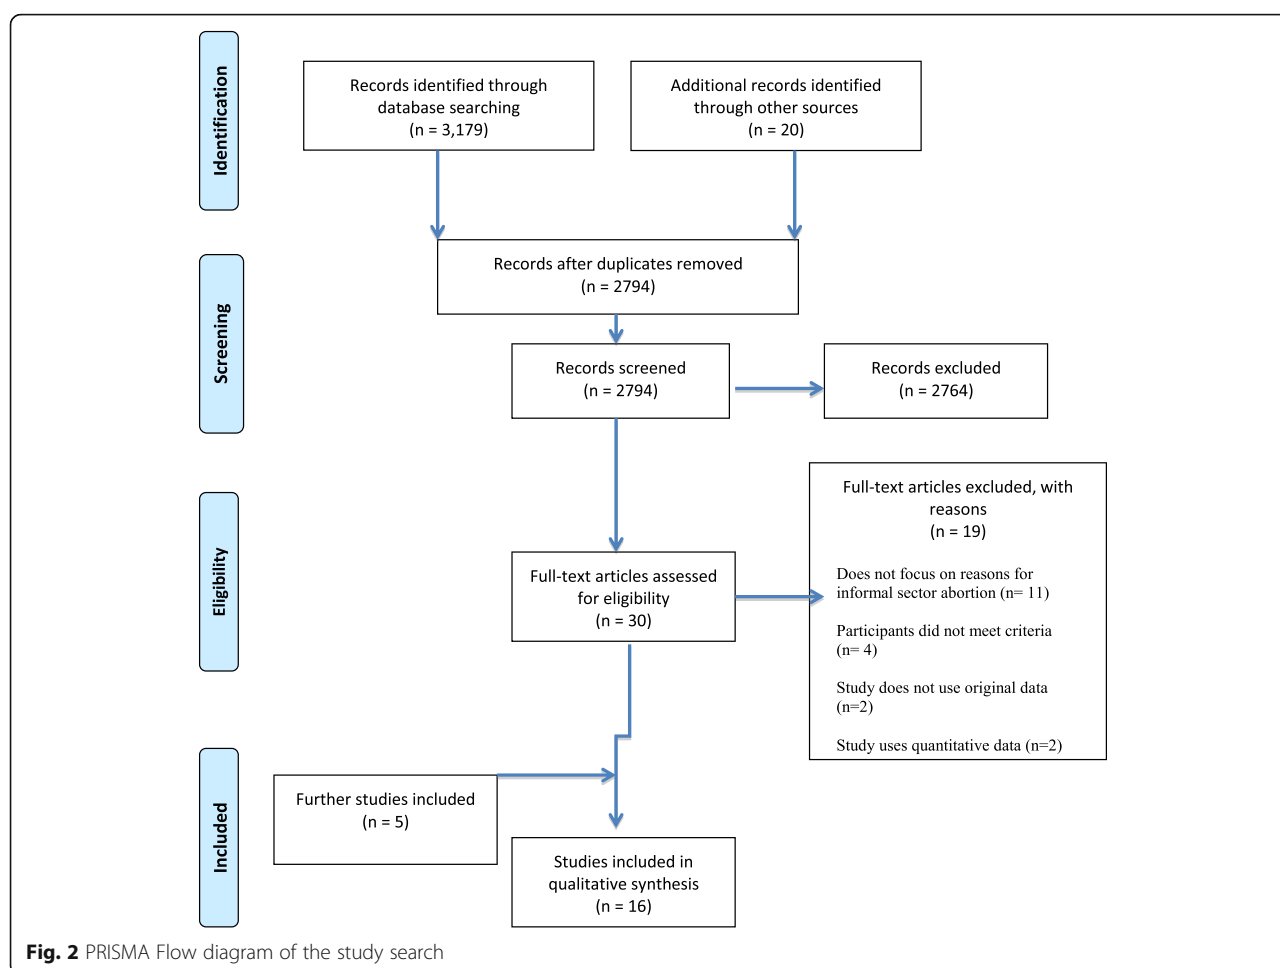 Identification
Records identified through
database searching
(n = 3,179)
Additional records identified
through other sources
(n = 20)
Screening
Records after duplicates removed
(n = 2794)
Records screened
(n = 2794)
Records excluded
(n = 2764)
Eligibility
Full-text articles assessed
for eligibility
(n = 30)
Full-text articles excluded, with
reasons
(n = 19)
Does not focus on reasons for
informal sector abortion (n= 11)
Participants did not meet criteria
(n= 4)
Study does not use original data
(n=2)
Study uses quantitative data (n=2)
Included
Further studies included
(n = 5)
Studies included in
qualitative synthesis
(n = 16)
Fig. 2 PRISMA Flow diagram of the study search